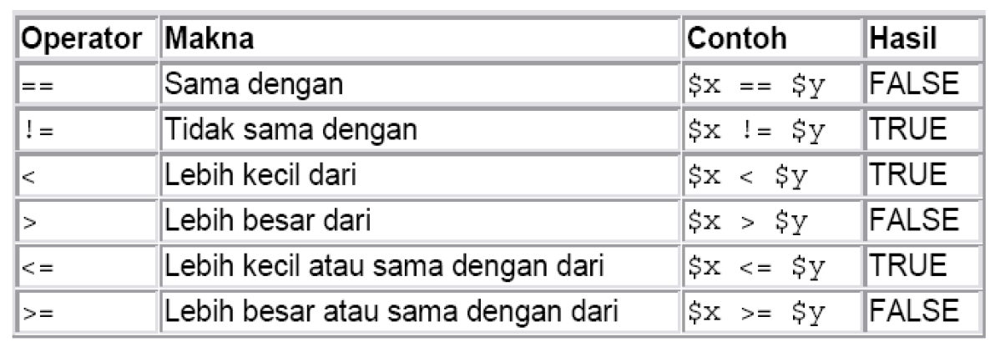 Operator Makna Contoh Hasil
== Sama dengan $x == $y FALSE
!= Tidak sama dengan $x != $y TRUE
< Lebih kecil dari $x < $y TRUE
> Lebih besar dari $x > $y FALSE
<= Lebih kecil atau sama dengan dari $x <= $y TRUE
>= Lebih besar atau sama dengan dari $x >= $y FALSE